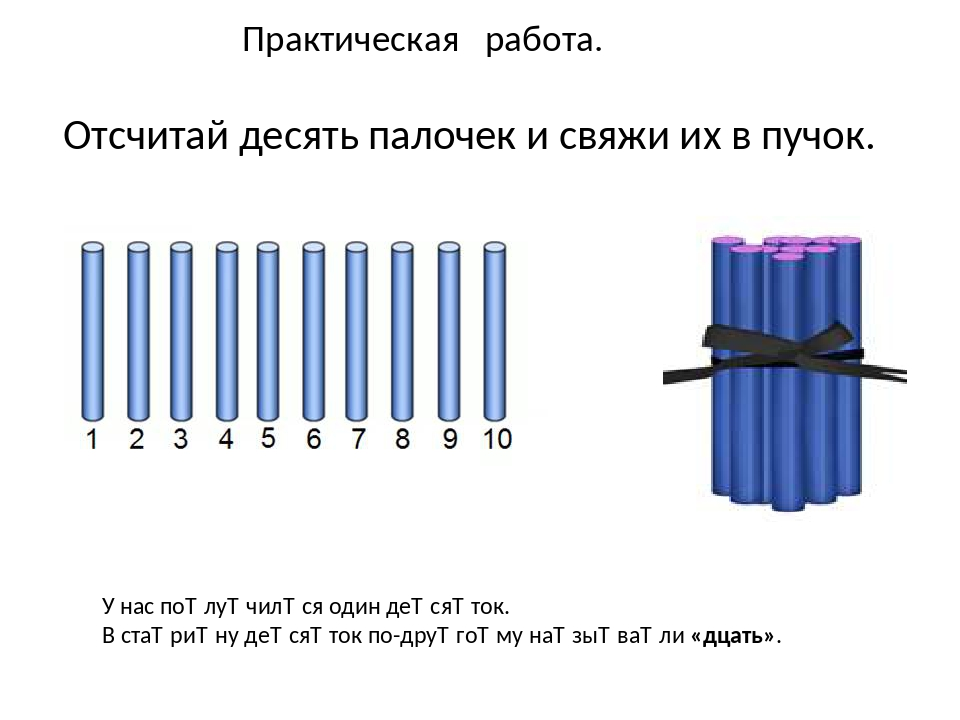 Практическая работа.
Отсчитай десять палочек и свяжи их в пучок.
1 2 3 4 5 6 7 8 9 10
У нас поТ луТ чилТ ся один деТ сяТ ток.
В стаТ риТ ну деТ сяТ ток по-друТ гоТ му наТ зыТ ваТ ли «дцать».